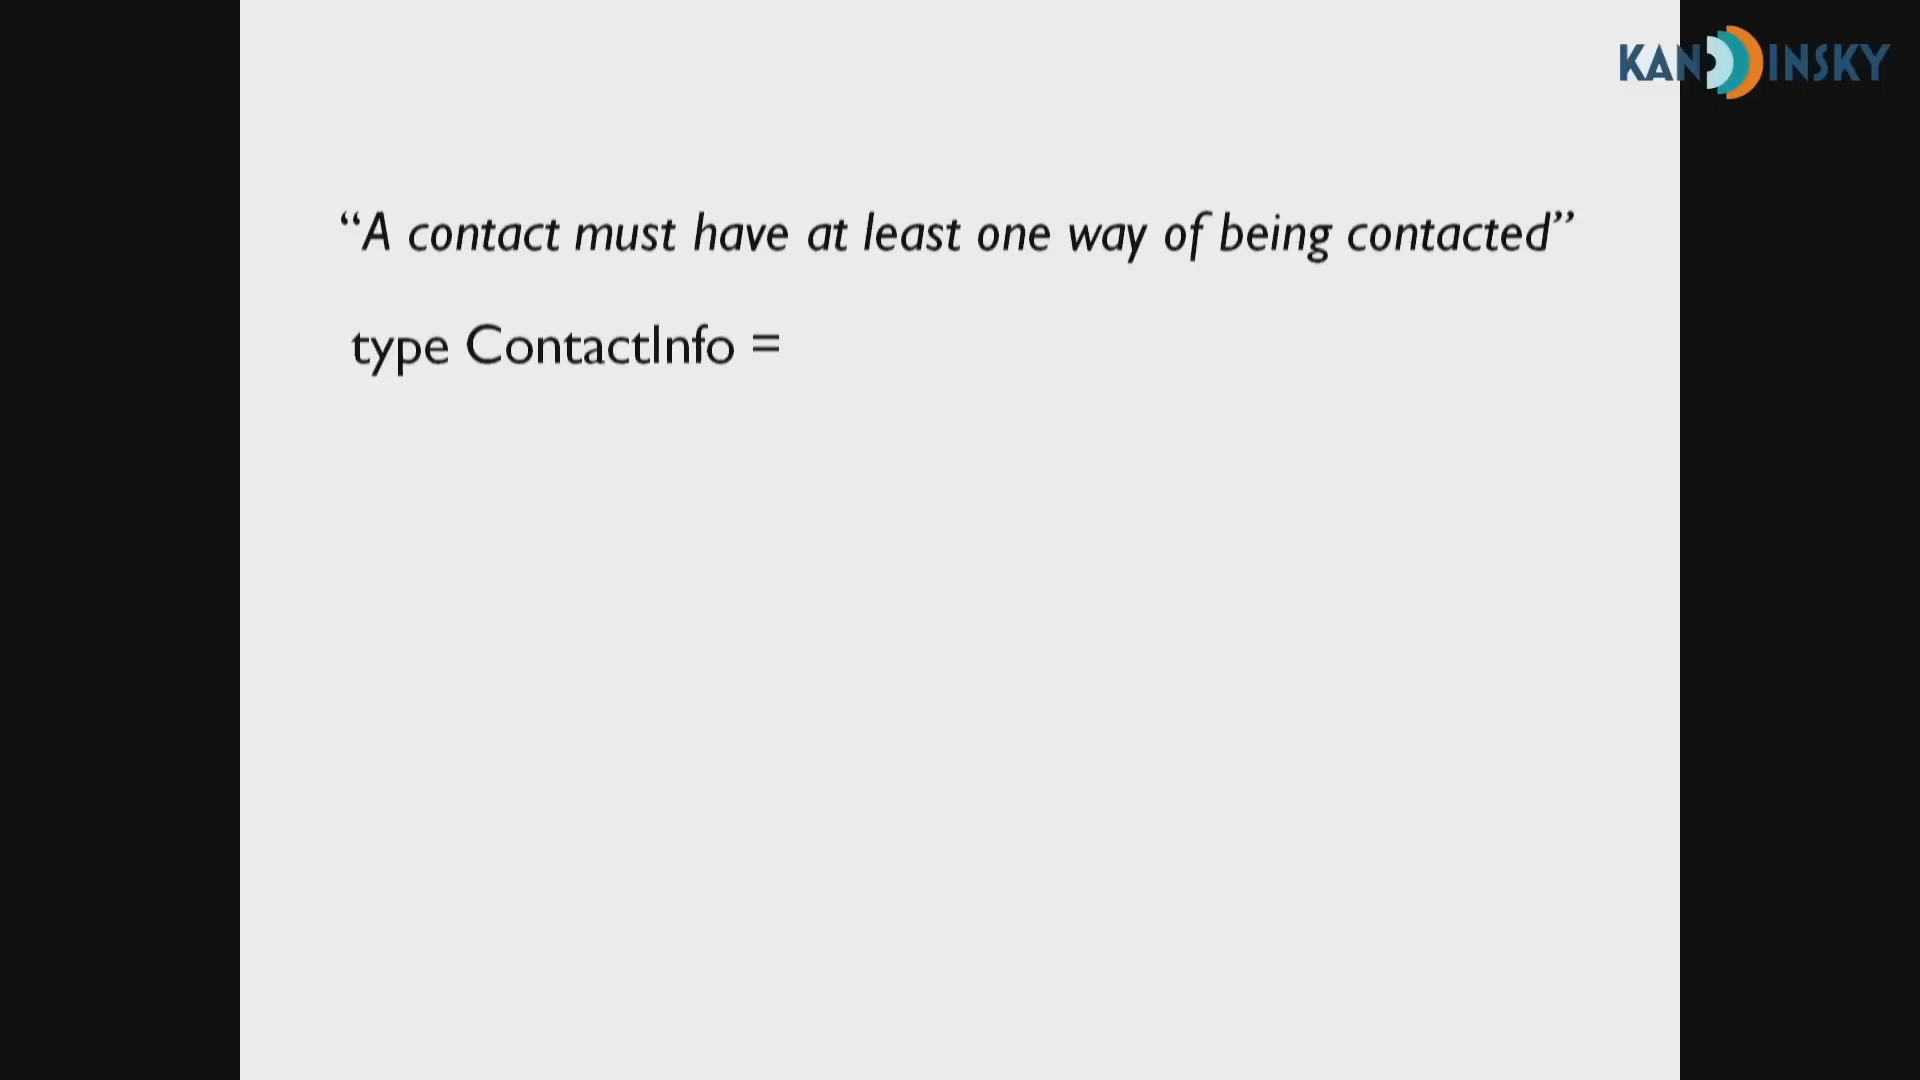 KANDINSKY
“A contact must have at least one way of being contacted”
type ContactInfo =